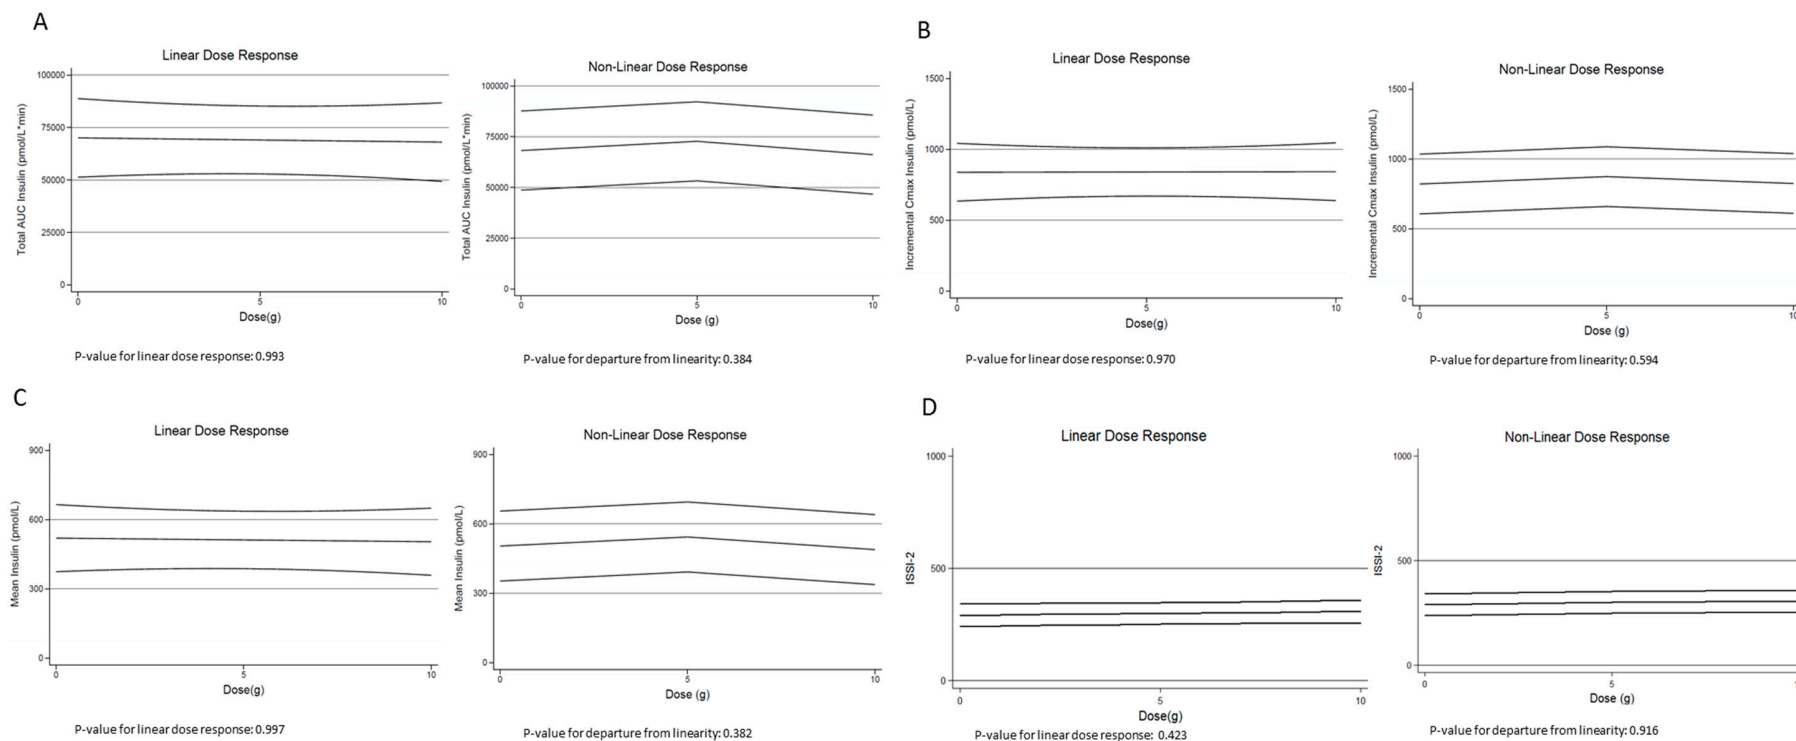 A
Linear Dose Response
100000
75000
50000
25000
0
Total AUC Insulin (pmol/L*min)
0 5 10
Dose(g)
P-value for linear dose response: 0.993
Non-Linear Dose Response
100000
75000
50000
25000
0
Total AUC Insulin (pmol/L*min)
0 5 10
Dose (g)
P-value for departure from linearity: 0.384
B
Linear Dose Response
1500
1000
500
0
Incremental Cmax Insulin (pmol/L)
0 5 10
Dose(g)
P-value for linear dose response: 0.970
Non-Linear Dose Response
1500
1000
500
0
Incremental Cmax Insulin (pmol/L)
0 5 10
Dose (g)
P-value for departure from linearity: 0.594
C
Linear Dose Response
900
600
300
0
Mean Insulin (pmol/L)
0 5 10
Dose(g)
P-value for linear dose response: 0.997
Non-Linear Dose Response
900
600
300
0
Mean Insulin (pmol/L)
0 5 10
Dose (g)
P-value for departure from linearity: 0.382
D
Linear Dose Response
1000
500
0
ISSI-2
0 5 10
Dose(g)
P-value for linear dose response: 0.423
Non-Linear Dose Response
1000
500
0
ISSI-2
0 5
Dose (g)
P-value for departure from linearity: 0.916